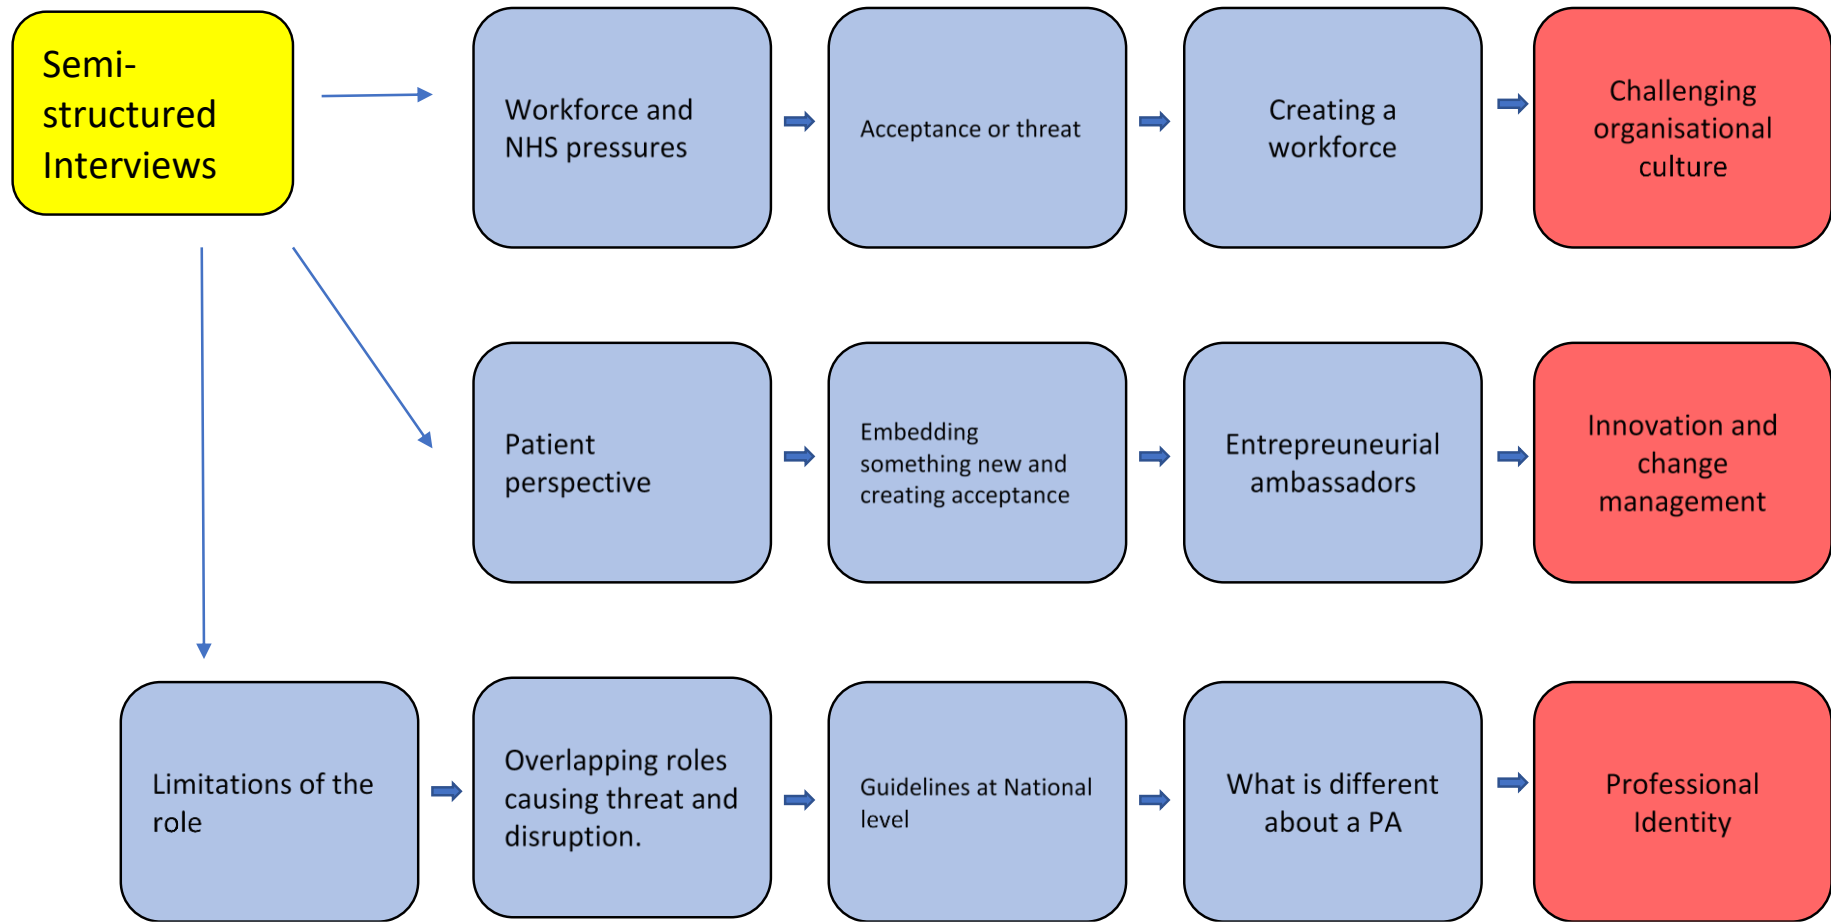 Semi-
structured
Interviews
Workforce and
NHS pressures
Acceptance or threat
Creating a
workforce
Challenging
organisational
culture
Patient
perspective
Embedding
something new and
creating acceptance
Entrepreuneurial
ambassadors
Innovation and
change
management
Limitations of the
role
Overlapping roles
causing threat and
disruption.
Guidelines at National
level
What is different
about a PA
Professional
Identity